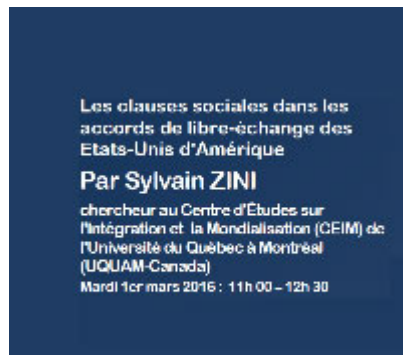 Les clauses sociales dans les
accords de libre-échange des
Etats-Unis d'Amérique
Par Sylvain ZINI
chercheur au Centre d'Études sur
l'Intégration et la Mondialisation (CEIM) de
l'Université du Québec à Montréal
(UQUAM-Canada)
Mardi 1er mars 2016 : 11h 00 – 12h 30